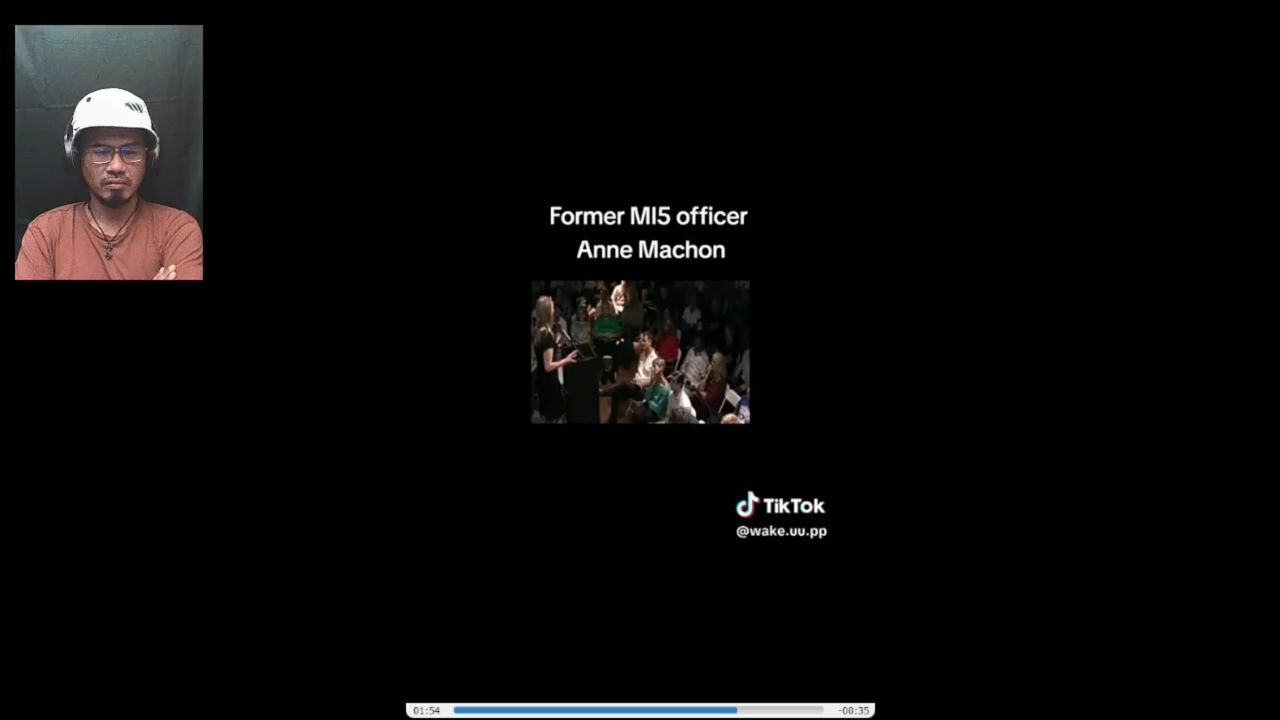 Former MI5 officer
Anne Machon
TikTok
@wake.uu.pp
01:54
-00:35